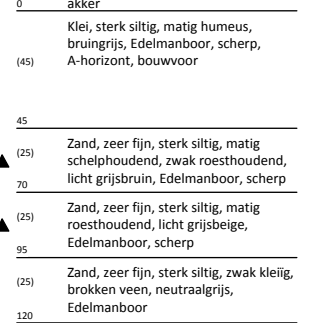 0 akker
Klei, sterk siltig, matig humeus,
bruingrijs, Edelmanboor, scherp,
(45) A-horizont, bouwvoor
45
(25) Zand, zeer fijn, sterk siltig, matig
schelphoudend, zwak roesthoudend,
70 licht grijsbruin, Edelmanboor, scherp
(25) Zand, zeer fijn, sterk siltig, matig
roesthoudend, licht grijsbeige,
95 Edelmanboor, scherp
(25) Zand, zeer fijn, sterk siltig, zwak kleiïg,
brokken veen, neutraalgrijs,
Edelmanboor
120